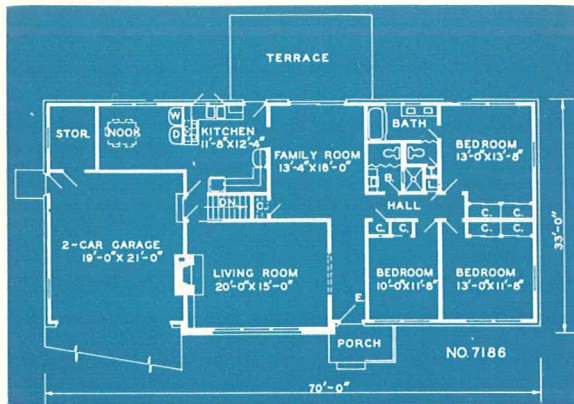 TERRACE
STOR.
NOOK
W
D
KITCHEN
11'-8"X12'-4"
FAMILY ROOM
13'-4"X16'-0"
BATH
B.
BEDROOM
13'-0"X13'-8"
DN.
C.
HALL
C.
C.
C.
C.
C.
C.
2-CAR GARAGE
19'-0" X 21'-0"
LIVING ROOM
20'-0"X15'-0"
BEDROOM
10'-0"X11'-8"
BEDROOM
13'-0"X11'-8"
E.
PORCH
NO. 7186
33'-0"
70'-0"